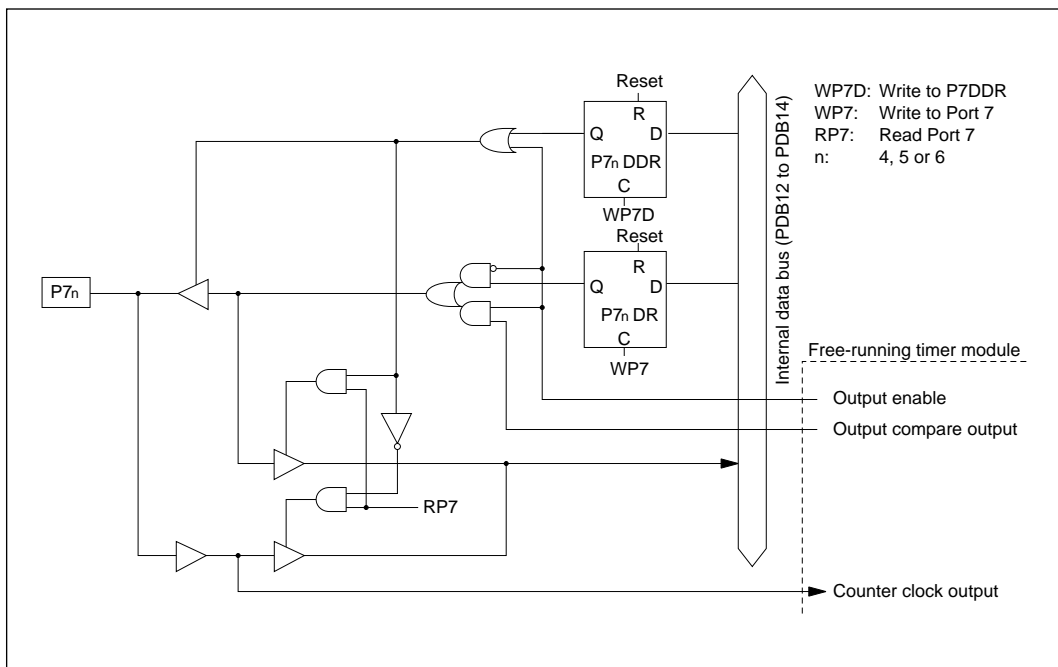 Reset
R
Q
D
P7n DDR
C
WP7D
Reset
R
Q
D
P7n DR
C
WP7
P7n
Internal data bus (PDB12 to PDB14)
WP7D: Write to P7DDR
WP7: Write to Port 7
RP7: Read Port 7
n: 4, 5 or 6
Free-running timer module
Output enable
Output compare output
RP7
Counter clock output